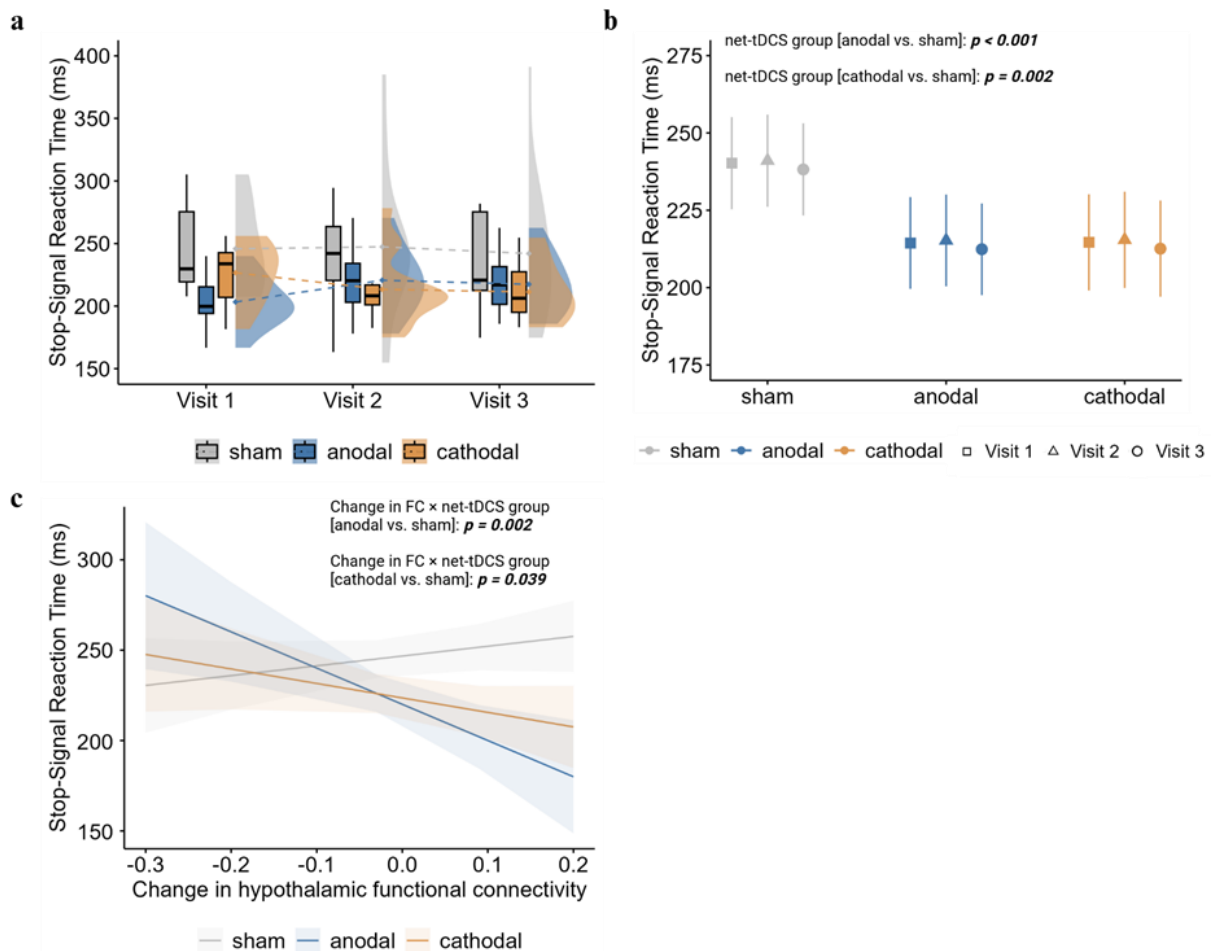 a
Stop-Signal Reaction Time (ms)
400
350
300
250
200
150
Visit 1 Visit 2 Visit 3
sham anodal cathodal
b
net-tDCS group [anodal vs. sham]: p < 0.001
net-tDCS group [cathodal vs. sham]: p = 0.002
Stop-Signal Reaction Time (ms)
275
250
225
200
175
sham anodal cathodal
sham anodal cathodal Visit 1 Visit 2 Visit 3
c
Change in FC × net-tDCS group
[anodal vs. sham]: p = 0.002
Change in FC × net-tDCS group
[cathodal vs. sham]: p = 0.039
Stop-Signal Reaction Time (ms)
300
250
200
150
-0.3 -0.2 -0.1 0.0 0.1 0.2
Change in hypothalamic functional connectivity
sham anodal cathodal